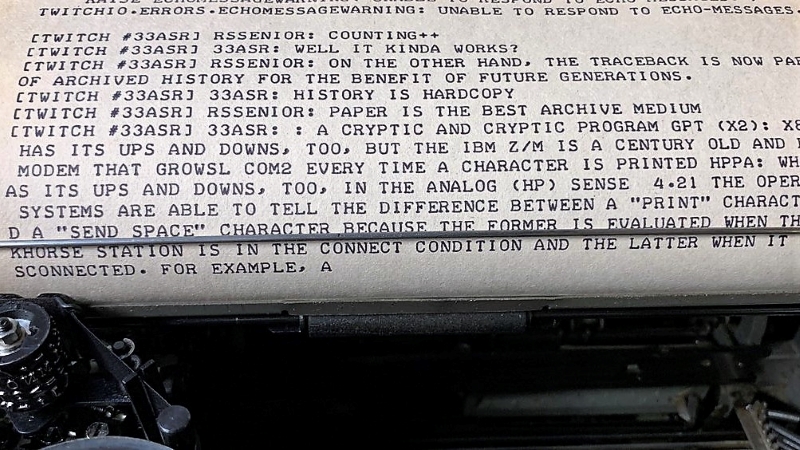 TWITCHIO.ERRORS.ECHOMESSAGEWARNING: UNABLE TO RESPOND TO ECHO-MESSAGES.
[TWITCH #33ASR] RSSENIOR: COUNTING++
[TWITCH #33ASR] 33ASR: WELL IT KINDA WORKS?
[TWITCH #33ASR] RSSENIOR: ON THE OTHER HAND, THE TRACEBACK IS NOW
OF ARCHIVED HISTORY FOR THE BENEFIT OF FUTURE GENERATIONS.
[TWITCH #33ASR] 33ASR: HISTORY IS HARDCOPY
[TWITCH #33ASR] RSSENIOR: PAPER IS THE BEST ARCHIVE MEDIUM
[TWITCH #33ASR] 33ASR: : A CRYPTIC AND CRYPTIC PROGRAM GPT (X2):
HAS ITS UPS AND DOWNS, TOO, BUT THE IBM Z/M IS A CENTURY OLD AND
MODEM THAT GROWSL COM2 EVERY TIME A CHARACTER IS PRINTED HPPA: WH
AS ITS UPS AND DOWNS, TOO, IN THE ANALOG (HP) SENSE 4.21 THE OPER
SYSTEMS ARE ABLE TO TELL THE DIFFERENCE BETWEEN A "PRINT" CHARACT
D A "SEND SPACE" CHARACTER BECAUSE THE FORMER IS EVALUATED WHEN TH
KHORSE STATION IS IN THE CONNECT CONDITION AND THE LATTER WHEN IT
SCONNECTED. FOR EXAMPLE, A